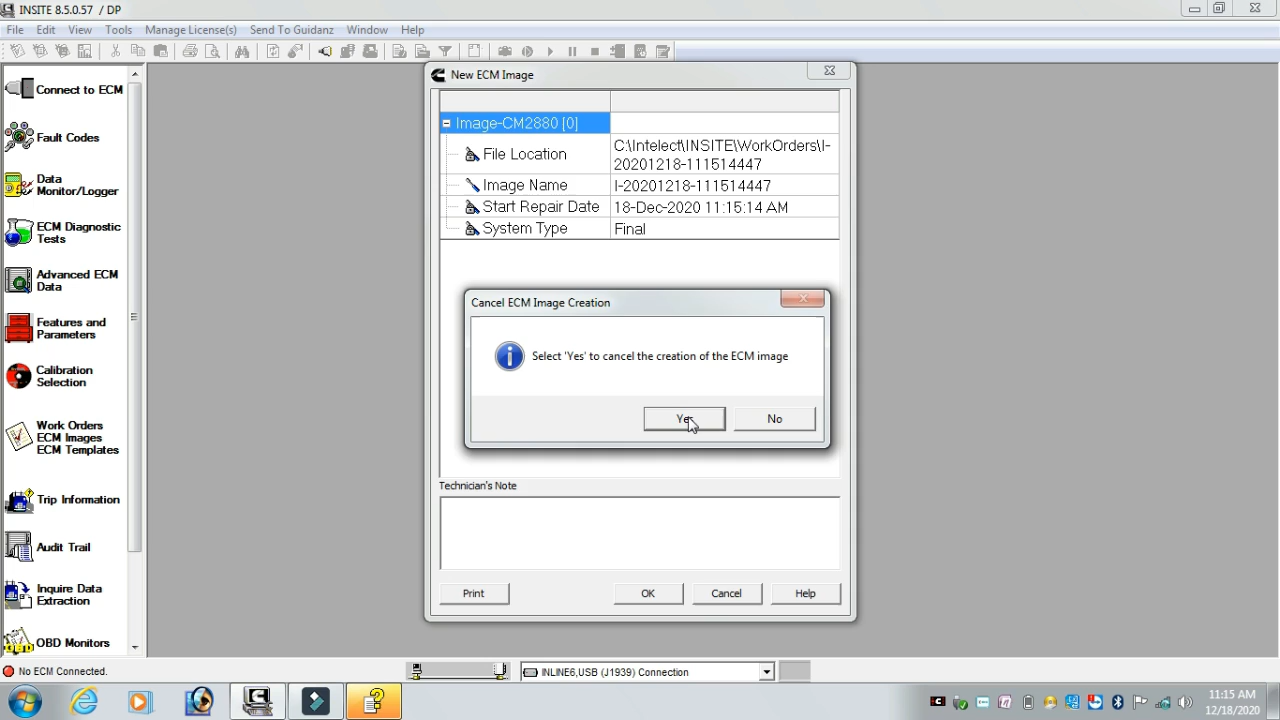 INSITE 8.5.0.57 / DP
File Edit View Tools Manage License(s) Send To Guidanz Window Help
Connect to ECM
Fault Codes
Data
Monitor/Logger
ECM Diagnostic
Tests
Advanced ECM
Data
Features and
Parameters
Calibration
Selection
Work Orders
ECM Images
ECM Templates
Trip Information
Audit Trail
Inquire Data
Extraction
OBD Monitors
New ECM Image
Image-CM2880 [0]
File Location
C:\Intelect\INSITE\WorkOrders\I-
20201218-111514447
Image Name I-20201218-111514447
Start Repair Date 18-Dec-2020 11:15:14 AM
System Type Final
Cancel ECM Image Creation
Select 'Yes' to cancel the creation of the ECM image
Yes No
Technician's Note
Print OK Cancel Help
No ECM Connected.
INLINE6,USB (J1939) Connection
11:15 AM
12/18/2020